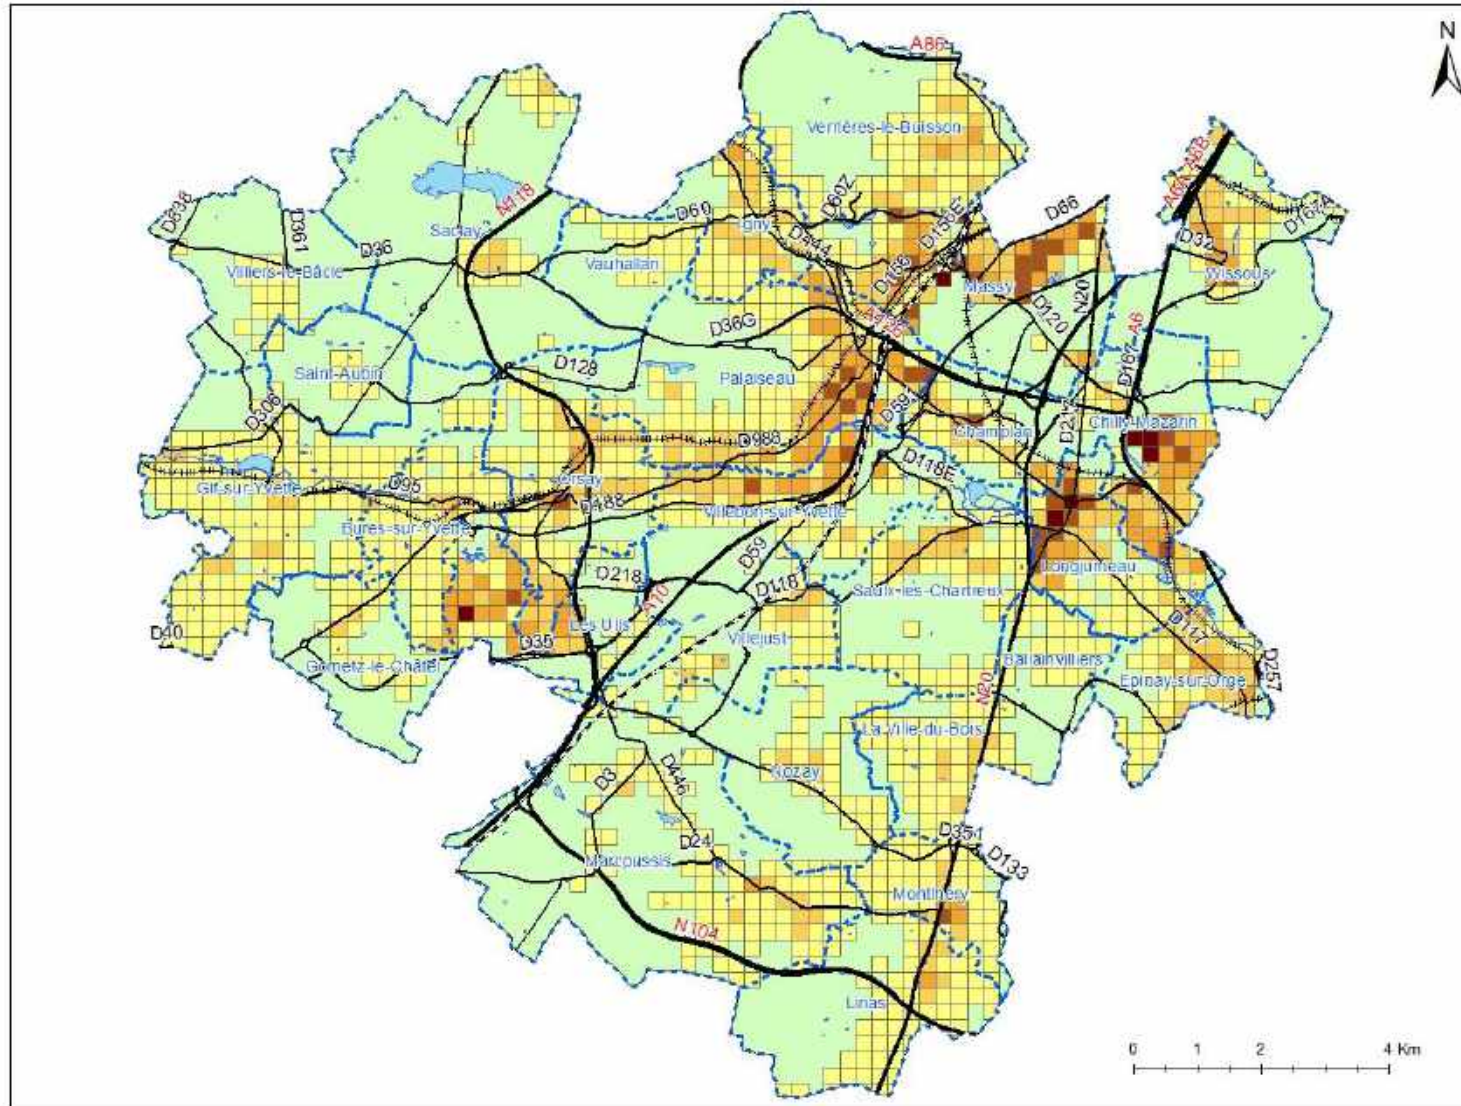 N
A86
Verrières-le-Buisson
A6B
D838
D361
N118
D60
D60Z
D156E
D66
D167A
D36
Saclay
Igny
D444
D32
Villiers-le-Bâcle
Vauhallan
D156
Massy
N20
Wissous
D36G
D120
A6
D128
D167
Saint-Aubin
Palaiseau
D306
D59
Chilly-Mazarin
D988
Champlan
D118E
Gif-sur-Yvette
D95
Orsay
D188
Bures-sur-Yvette
Villebon-sur-Yvette
D59
Longjumeau
D218
A10
D118
Saulx-les-Chartreux
D40
D35
Les Ulis
Villejust
D117
Gometz-le-Châtel
Ballainvilliers
D257
Epinay-sur-Orge
N20
La Ville-du-Bois
Nozay
D3
D446
D24
D351
D133
Marcoussis
Montlhéry
N104
Linas
0 1 2 4 Km